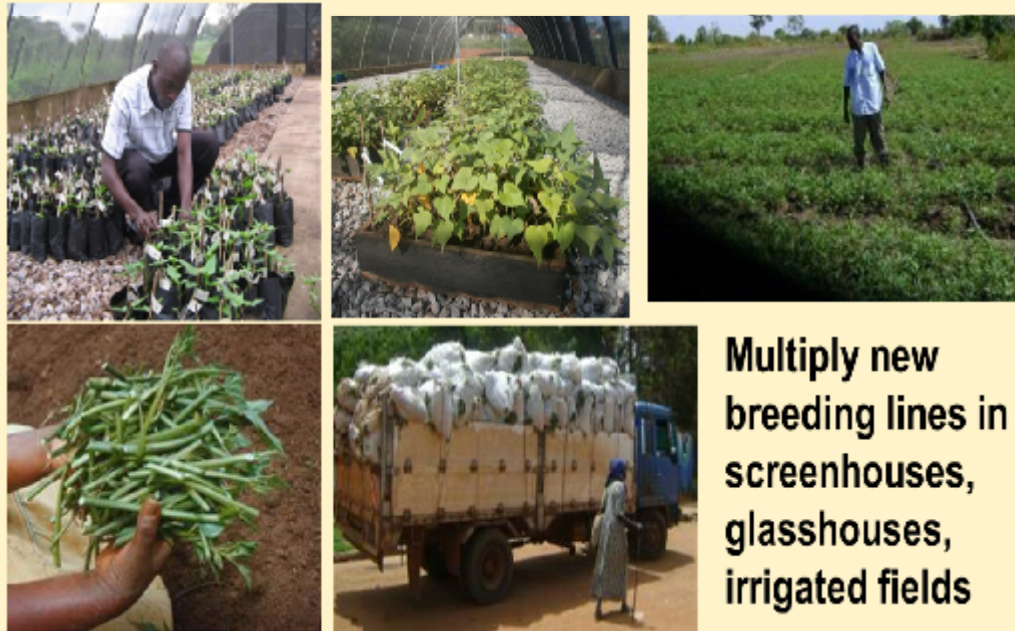 Multiply new
breeding lines in
screenhouses,
glasshouses,
irrigated fields